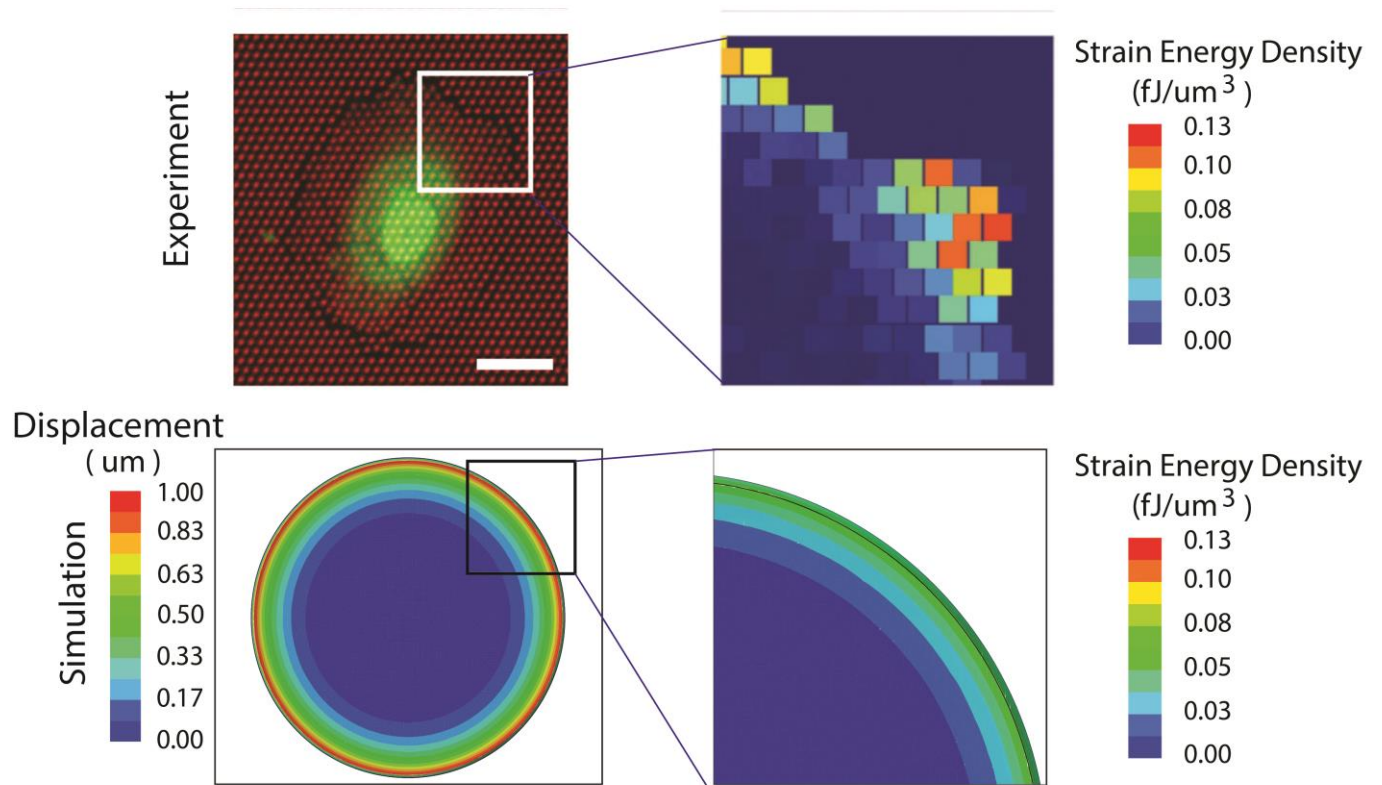 Experiment
Strain Energy Density
(fJ/um³ )
0.13
0.10
0.08
0.05
0.03
0.00
Displacement
( um)
1.00
0.83
0.63
0.50
0.33
0.17
0.00
Simulation
Strain Energy Density
(fJ/um³ )
0.13
0.10
0.08
0.05
0.03
0.00